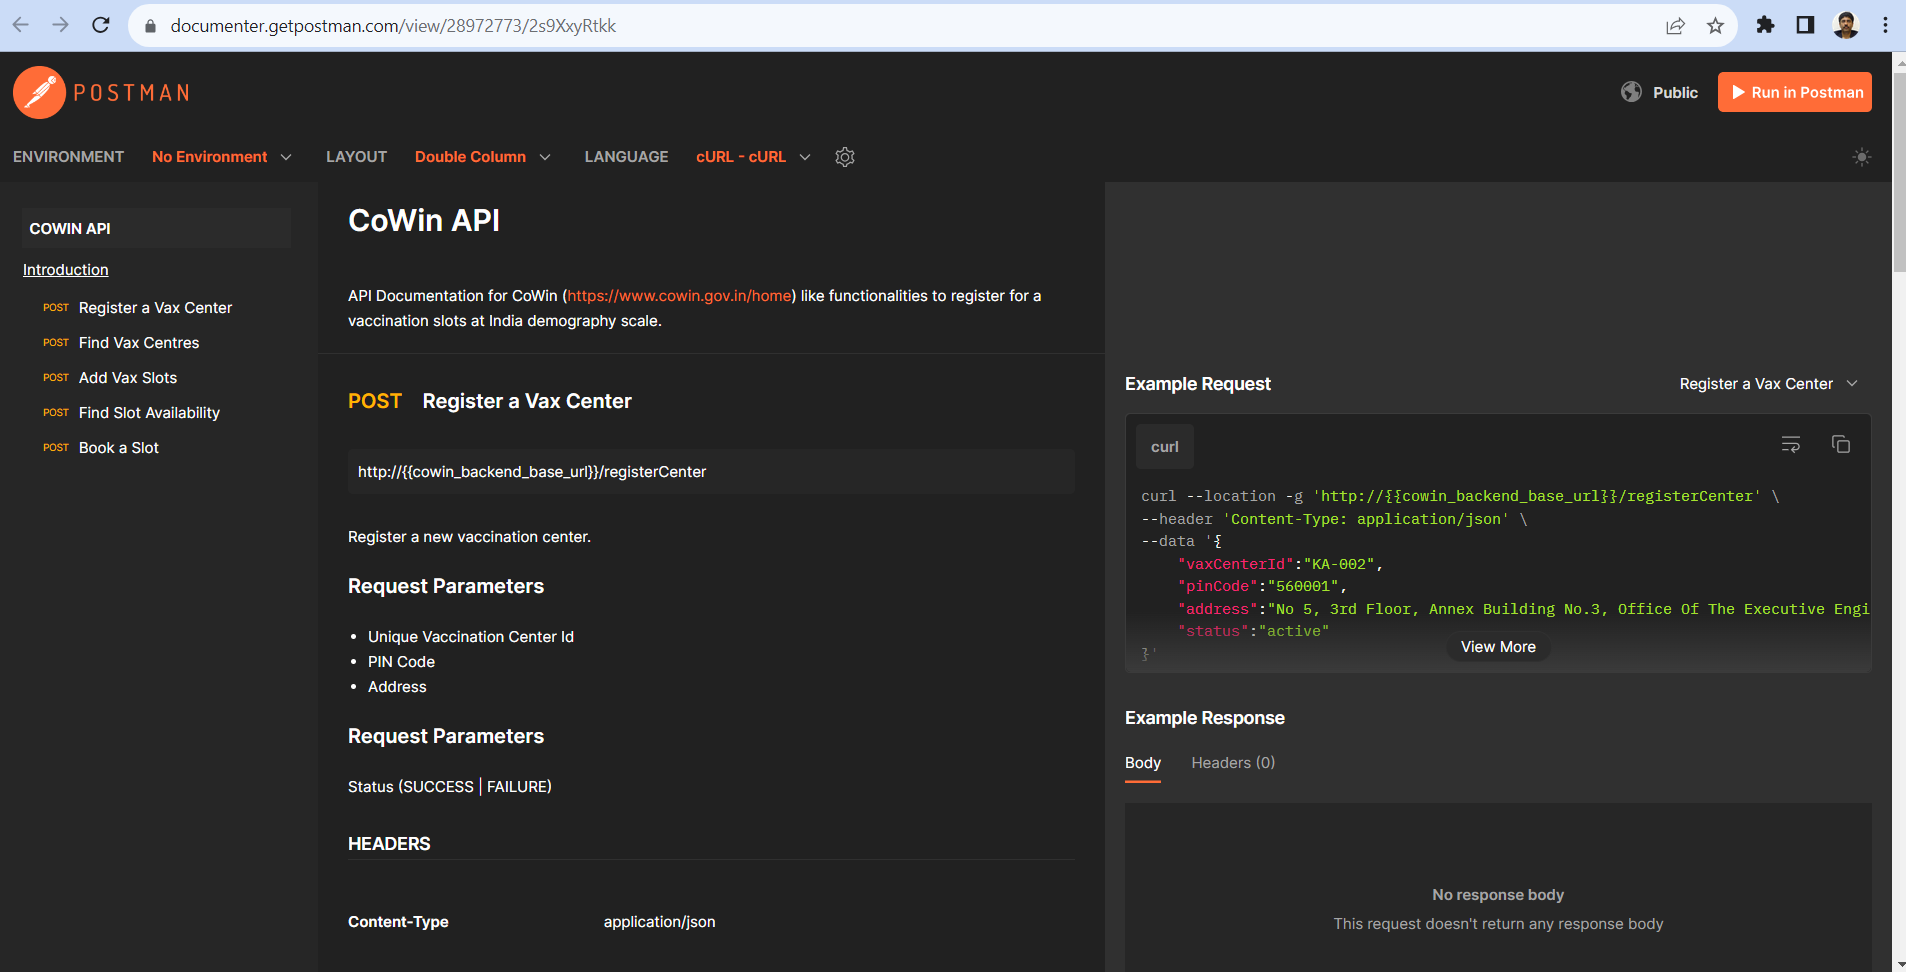 documenter.getpostman.com/view/28972773/2s9XxyRtkk
POSTMAN
Public
Run in Postman
ENVIRONMENT No Environment LAYOUT Double Column LANGUAGE cURL - cURL
COWIN API
Introduction
POST Register a Vax Center
POST Find Vax Centres
POST Add Vax Slots
POST Find Slot Availability
POST Book a Slot
CoWin API
API Documentation for CoWin (https://www.cowin.gov.in/home) like functionalities to register for a
vaccination slots at India demography scale.
POST Register a Vax Center
http://{{cowin_backend_base_url}}/registerCenter
Register a new vaccination center.
Request Parameters
• Unique Vaccination Center Id
• PIN Code
• Address
Request Parameters
Status (SUCCESS | FAILURE)
HEADERS
Content-Type application/json
Example Request
Register a Vax Center
curl
curl --location -g 'http://{{cowin_backend_base_url}}/registerCenter' \
--header 'Content-Type: application/json' \
--data '{
"vaxCenterId":"KA-002",
"pinCode":"560001",
"address":"No 5, 3rd Floor, Annex Building No.3, Office Of The Executive Engi
"status":"active"
}'
View More
Example Response
Body Headers (0)
No response body
This request doesn't return any response body